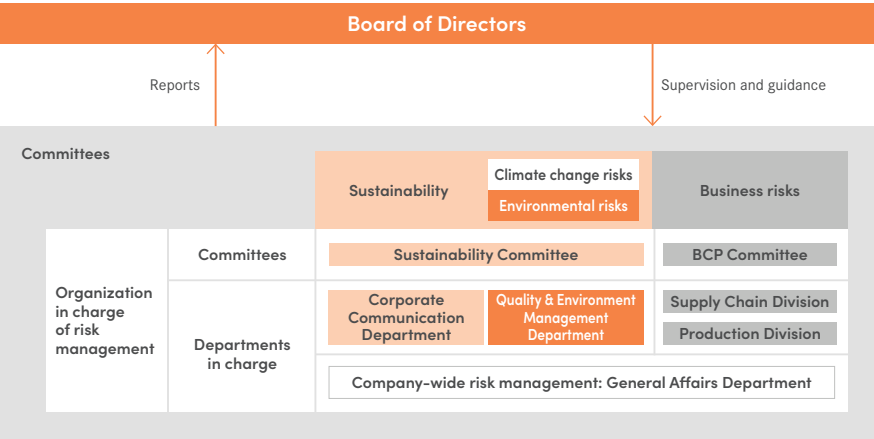 Board of Directors
Reports
Supervision and guidance
Committees
Sustainability
Climate change risks
Environmental risks
Business risks
Organization
in charge
of risk
management
Committees
Sustainability Committee
BCP Committee
Departments
in charge
Corporate
Communication
Department
Quality & Environment
Management
Department
Supply Chain Division
Production Division
Company-wide risk management: General Affairs Department